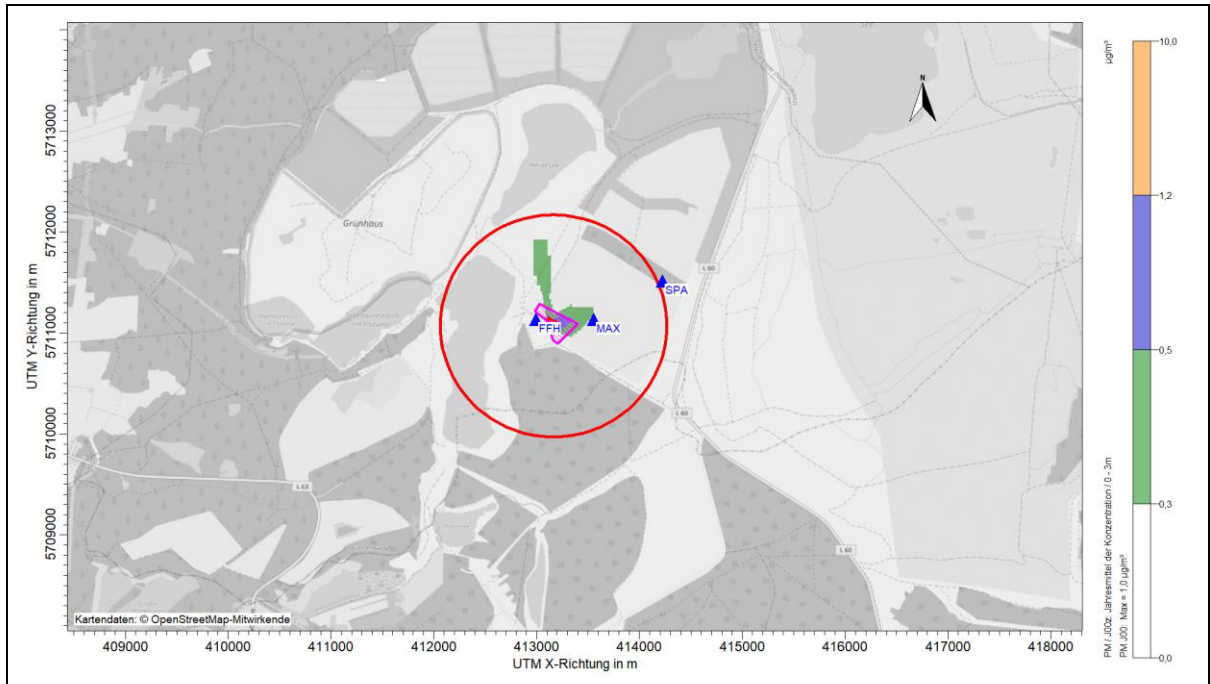 UTM Y-Richtung in m
5713000
5712000
5711000
5710000
5709000
Grünhaus
Heidesee
L 60
SPA
FFH
MAX
L 60
L 63
L 60
Kartendaten: © OpenStreetMap-Mitwirkende
409000 410000 411000 412000 413000 414000 415000 416000 417000 418000
UTM X-Richtung in m
N
µg/m³
10,0
1,2
0,5
0,3
0,0
PM / J00z: Jahresmittel der Konzentration / 0 - 3m
PM J00: Max = 1,0 µg/m³